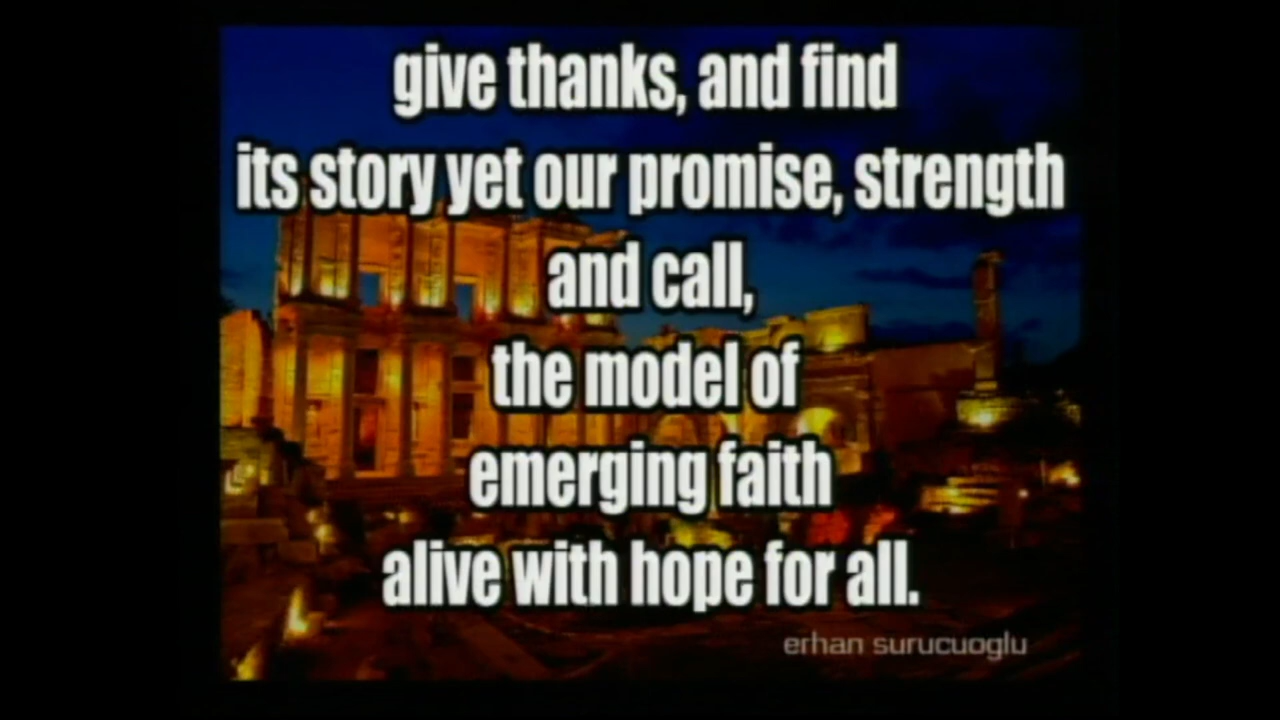 give thanks, and find
its story yet our promise, strength
and call,
the model of
emerging faith
alive with hope for all.
erhan surucuoglu